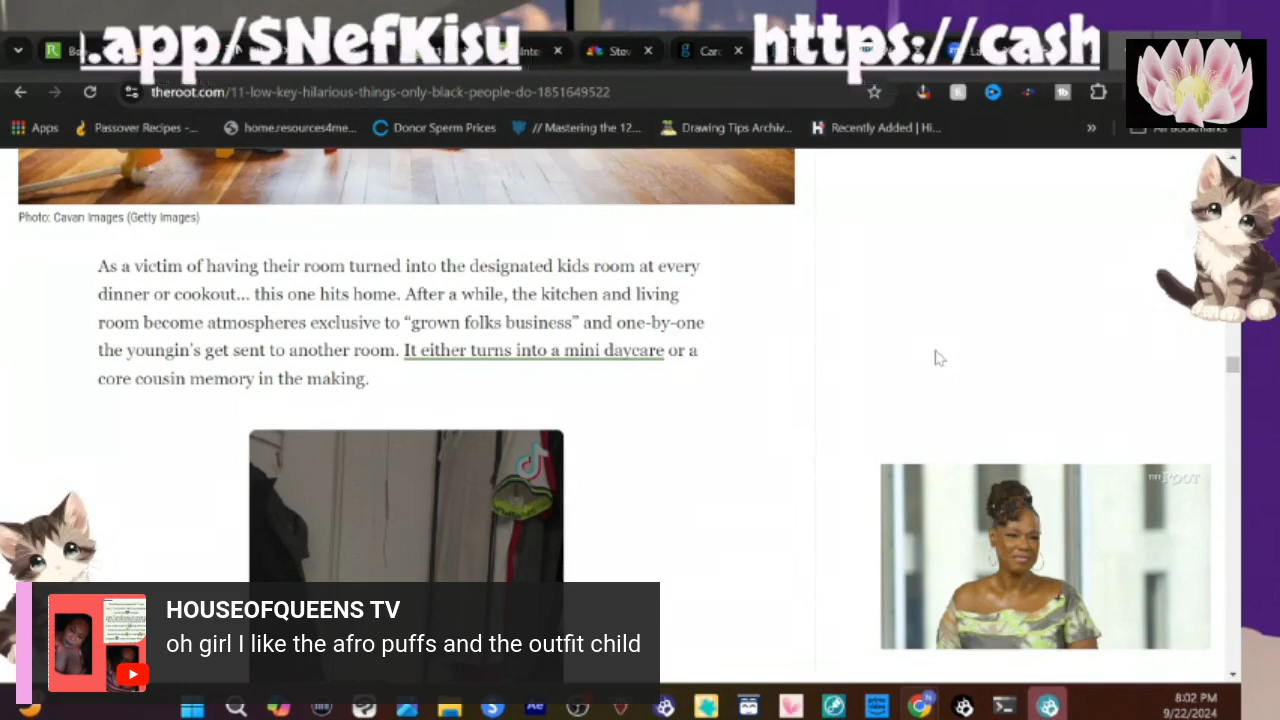 .app/$NefKisu
https://cash
theroot.com/11-low-key-hilarious-things-only-black-people-do-1851649522
Apps
Passover Recipes -...
home.resources4me...
Donor Sperm Prices
// Mastering the 12...
Drawing Tips Archiv...
Recently Added | Hi...
»
All Bookmarks
Photo: Cavan Images (Getty Images)
As a victim of having their room turned into the designated kids room at every
dinner or cookout... this one hits home. After a while, the kitchen and living
room become atmospheres exclusive to “grown folks business” and one-by-one
the youngin's get sent to another room. It either turns into a mini daycare or a
core cousin memory in the making.
THE ROOT
HOUSEOFQUEENS TV
oh girl I like the afro puffs and the outfit child
8:02 PM
9/22/2024